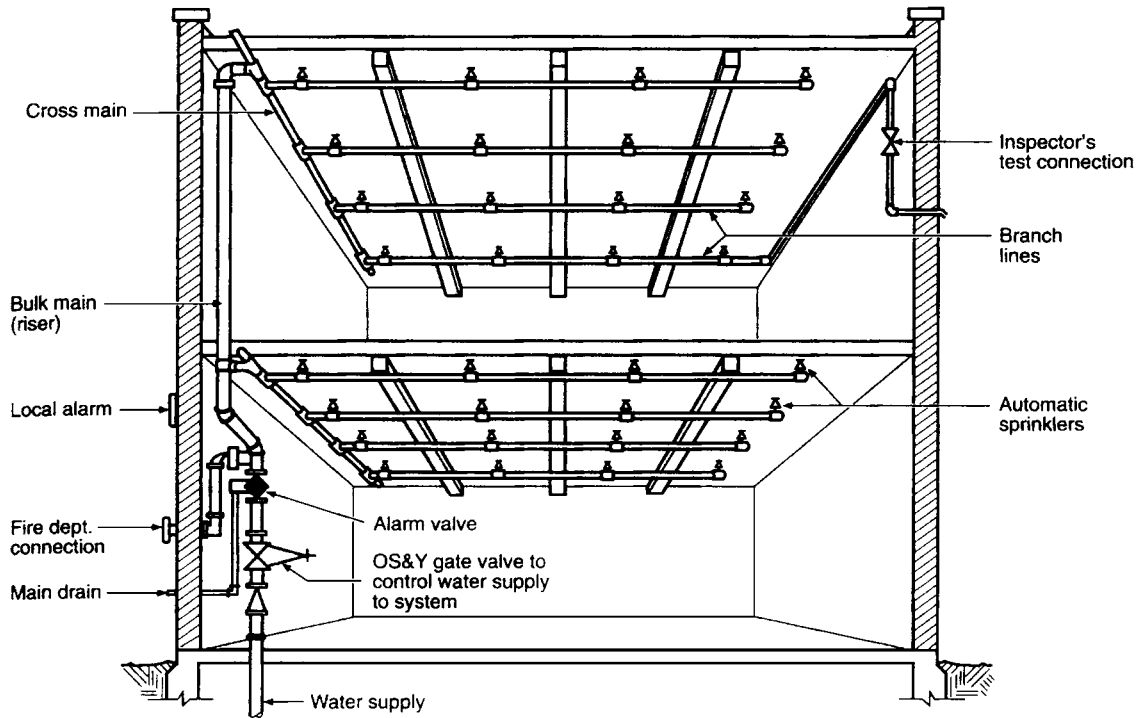 Cross main
Inspector's
test connection
Branch
lines
Bulk main
(riser)
Local alarm
Automatic
sprinklers
Fire dept.
connection
Alarm valve
OS&Y gate valve to
control water supply
to system
Main drain
Water supply